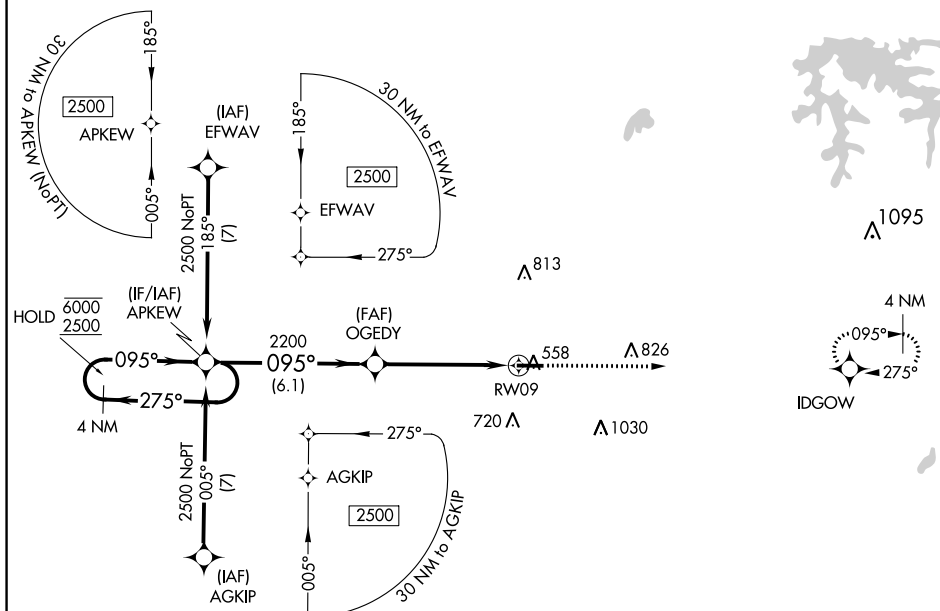 30 NM to APKEW (NoPT)
185°
2500
APKEW
005°
(IAF)
EFWAV
2500 NoPT
185°
(7)
30 NM to EFWAV
185°
2500
EFWAV
275°
1095
813
HOLD
6000
2500
(IF/IAF)
APKEW
095°
275°
4 NM
2200
095°
(6.1)
(FAF)
OGEDY
558
RW09
826
4 NM
095°
275°
IDGOW
720
1030
2500 NoPT
005°
(7)
(IAF)
AGKIP
275°
AGKIP
2500
005°
30 NM to AGKIP